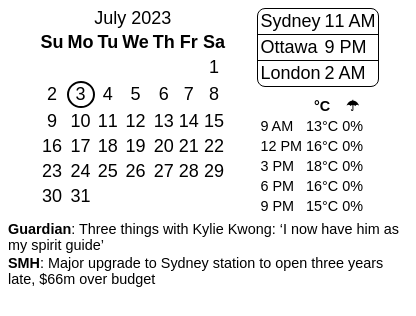 July 2023
Su Mo Tu We Th Fr Sa
1
2 3 4 5 6 7 8
9 10 11 12 13 14 15
16 17 18 19 20 21 22
23 24 25 26 27 28 29
30 31
Sydney 11 AM
Ottawa 9 PM
London 2 AM
°C ☂
9 AM 13°C 0%
12 PM 16°C 0%
3 PM 18°C 0%
6 PM 16°C 0%
9 PM 15°C 0%
Guardian: Three things with Kylie Kwong: ‘I now have him as
my spirit guide’
SMH: Major upgrade to Sydney station to open three years
late, $66m over budget